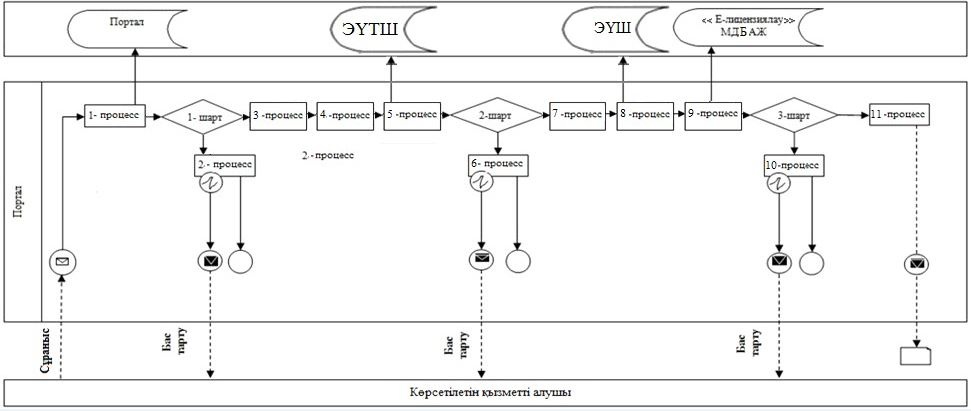 Портал
ЭҮТШ
ЭҮШ
<< Е-лицензиялау>>
МДБАЖ
1- процесс
1- шарт
3 -процесс
4.-процесс
5 -процесс
2-шарт
7 -процесс
8 -процесс
9 -процесс
3-шарт
11-процесс
2.- процесс
2.-процесс
6- процесс
10-процесс
Портал
Сұраныс
Бас
тарту
Бас
тарту
Бас
тарту
Көрсетілетін қызметті алушы